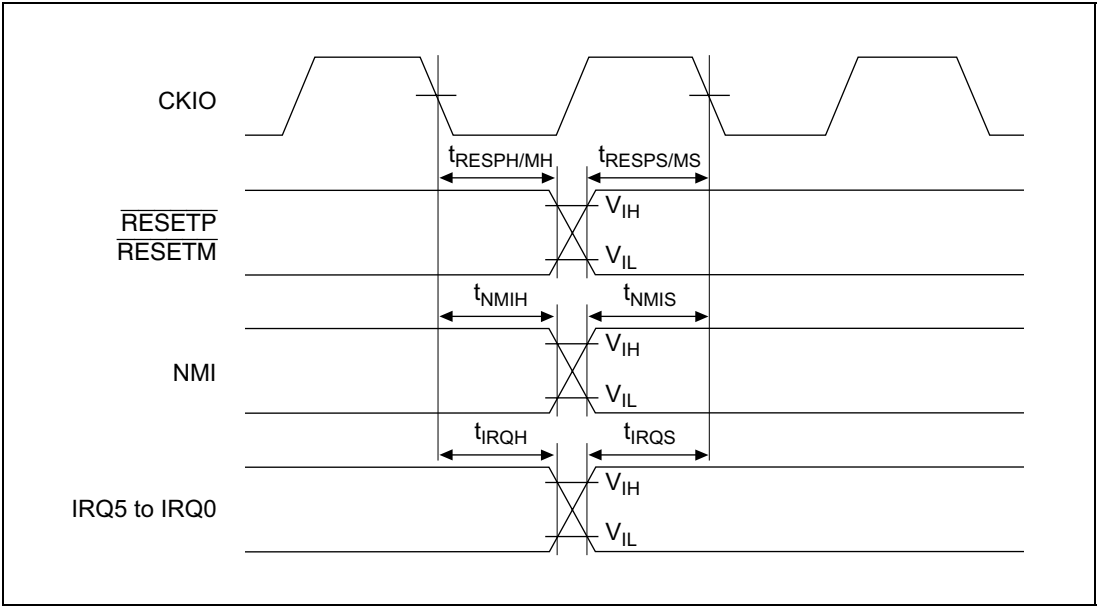 CKIO
tRESPH/MH tRESPS/MS
RESETP
RESETM
VIH
VIL
tNMIH tNMIS
NMI
VIH
VIL
tIRQH tIRQS
IRQ5 to IRQ0
VIH
VIL